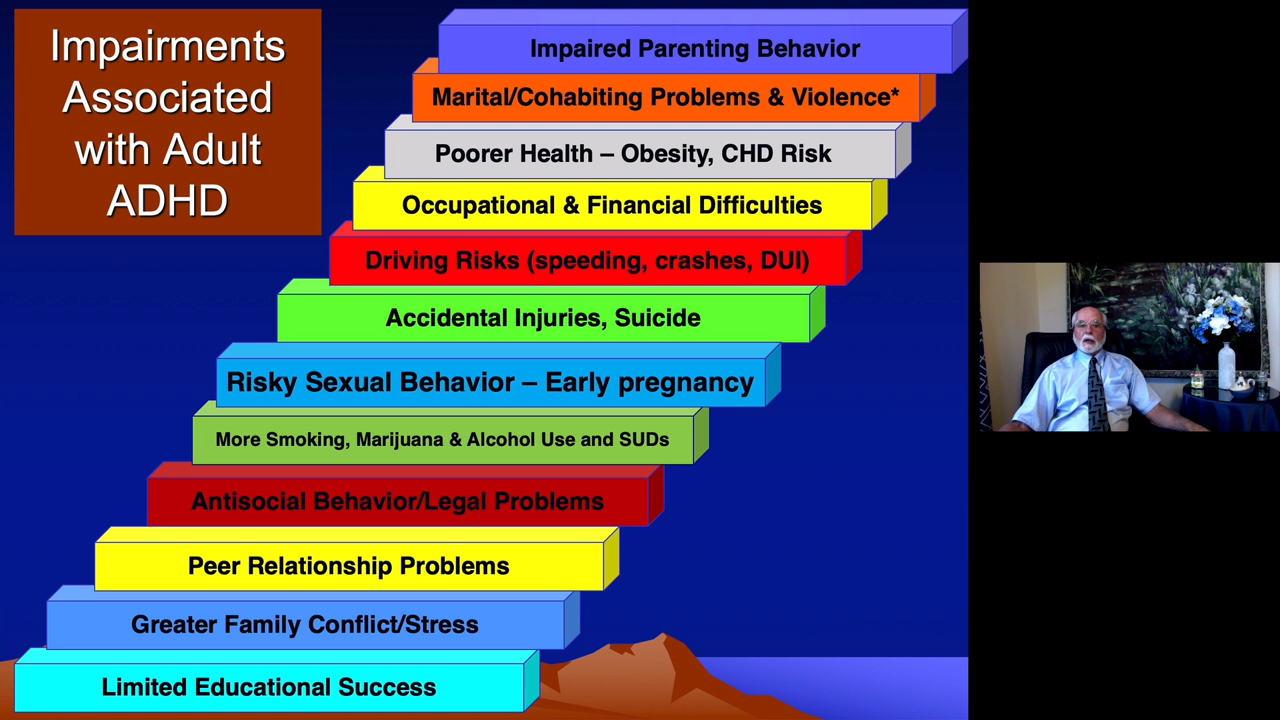 Impairments
Associated
with Adult
ADHD
Impaired Parenting Behavior
Marital/Cohabiting Problems & Violence*
Poorer Health – Obesity, CHD Risk
Occupational & Financial Difficulties
Driving Risks (speeding, crashes, DUI)
Accidental Injuries, Suicide
Risky Sexual Behavior – Early pregnancy
More Smoking, Marijuana & Alcohol Use and SUDs
Antisocial Behavior/Legal Problems
Peer Relationship Problems
Greater Family Conflict/Stress
Limited Educational Success